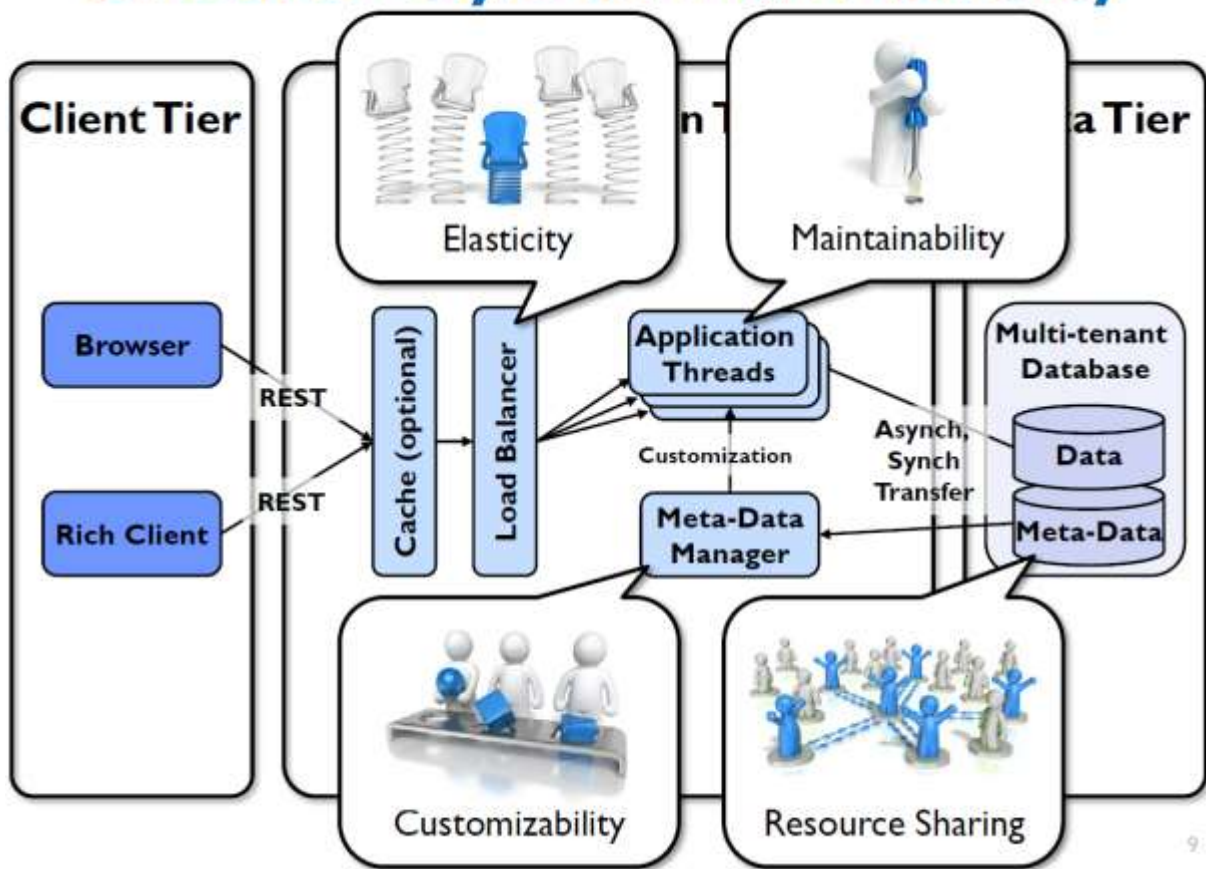 Client Tier
Tier
Elasticity
Maintainability
Browser
REST
Rich Client
REST
Cache (optional)
Load Balancer
Application
Threads
Customization
Meta-Data
Manager
Asynch,
Synch
Transfer
Multi-tenant
Database
Data
Meta-Data
Customizability
Resource Sharing
9